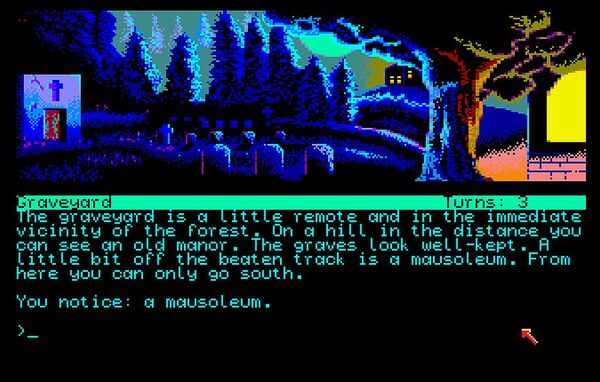 Graveyard Turns: 3
The graveyard is a little remote and in the immediate
vicinity of the forest. On a hill in the distance you
can see an old manor. The graves look well-kept. A
little bit off the beaten track is a mausoleum. From
here you can only go south.
You notice: a mausoleum.
>_